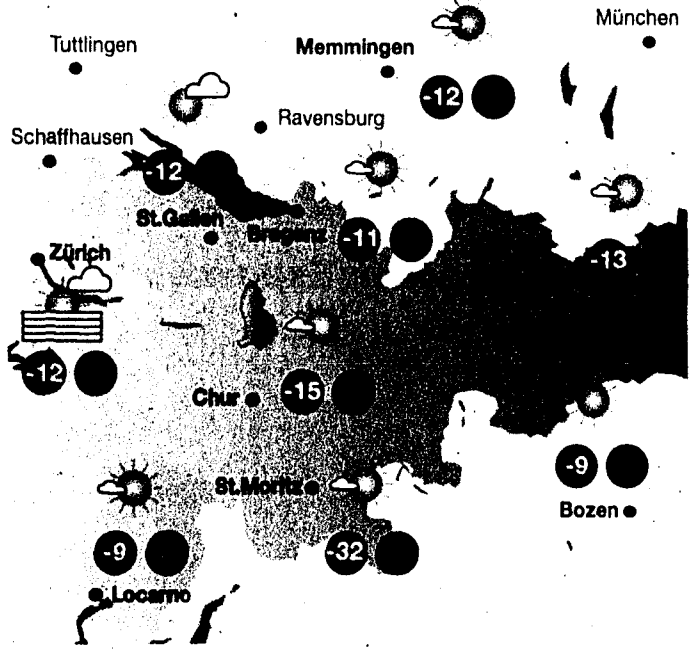 München
Tuttlingen
Memmingen
-12
Ravensburg
Schaffhausen
-12
St.Gallen
Bregenz
-11
Zürich
-13
-12
Chur
-15
-9
St.Moritz
Bozen
-9
-32
Locarno